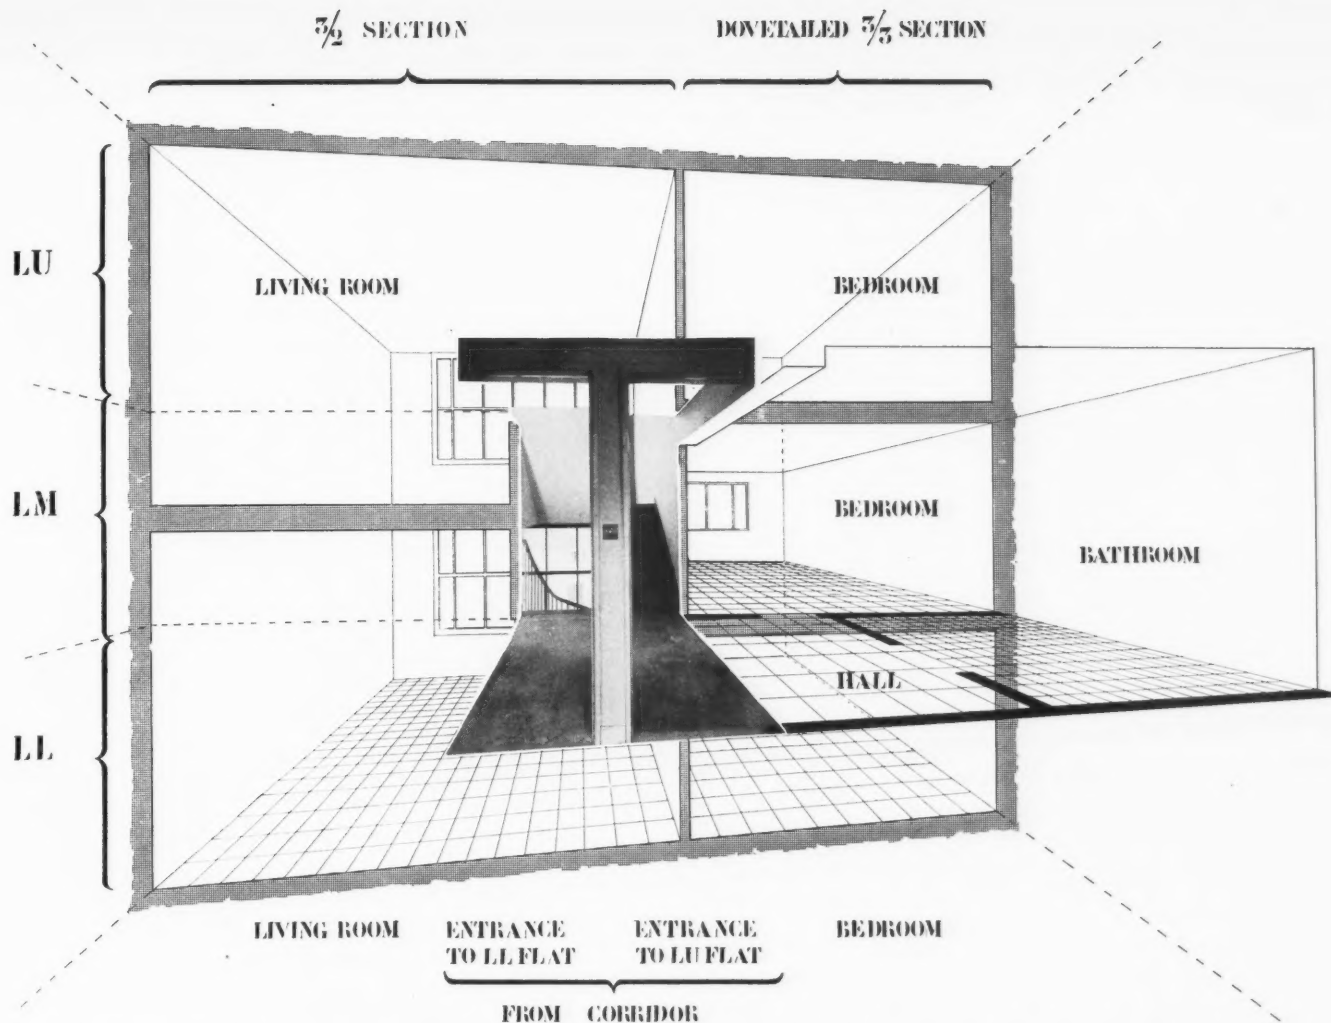 3/2 SECTION
DOVETAILED 3/3 SECTION
LU
LIVING ROOM
BEDROOM
LM
BEDROOM
BATHROOM
HALL
LL
LIVING ROOM
ENTRANCE
TO LL FLAT
ENTRANCE
TO LU FLAT
BEDROOM
FROM CORRIDOR